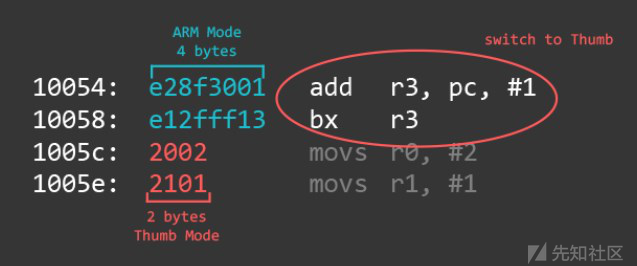 ARM Mode
4 bytes
switch to Thumb
10054: e28f3001 add r3, pc, #1
10058: e12fff13 bx r3
1005c: 2002 movs r0, #2
1005e: 2101 movs r1, #1
2 bytes
Thumb Mode
先知社区